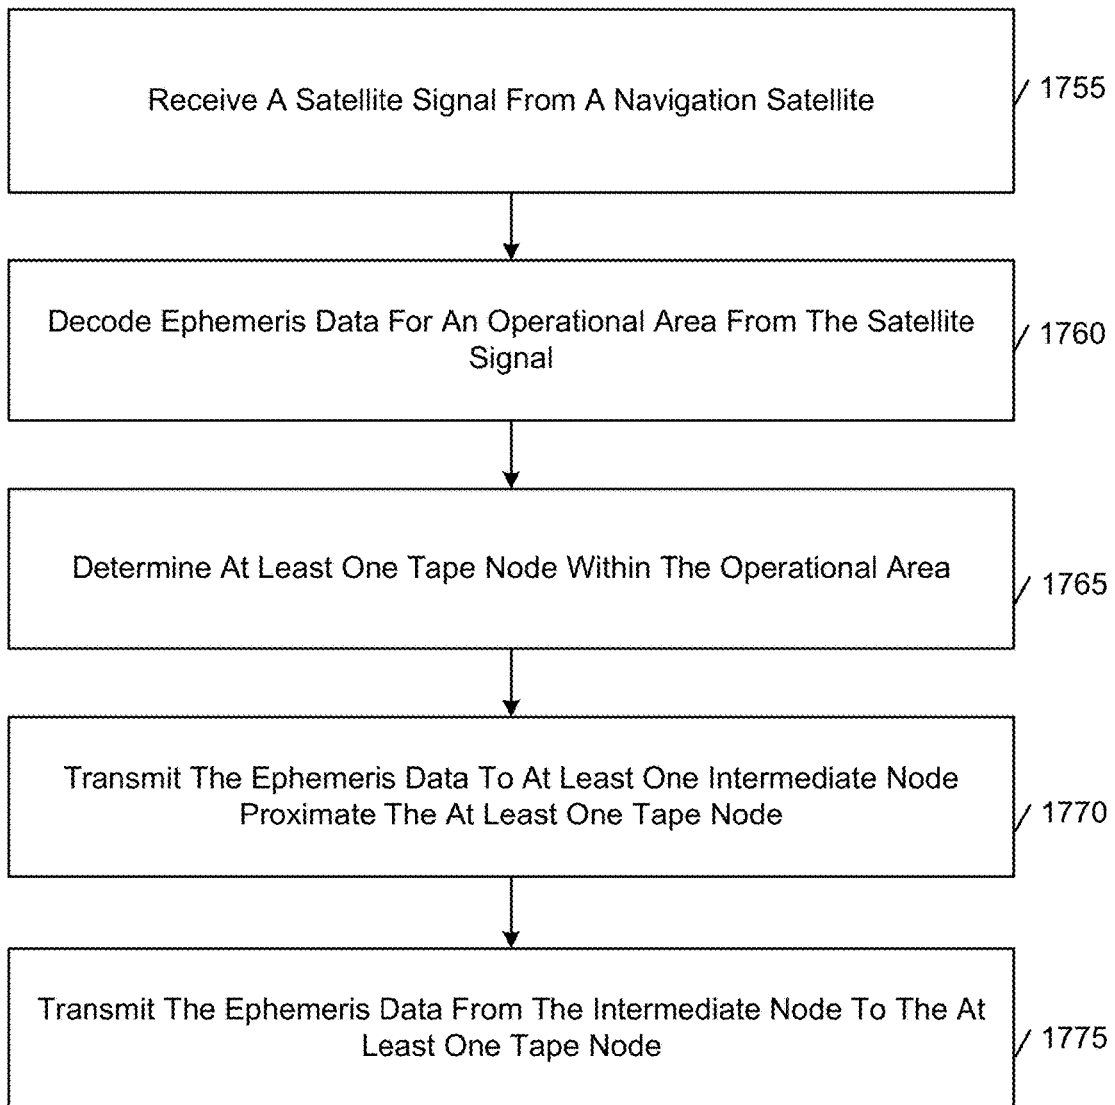 Receive A Satellite Signal From A Navigation Satellite
1755
Decode Ephemeris Data For An Operational Area From The Satellite
Signal
1760
Determine At Least One Tape Node Within The Operational Area
1765
Transmit The Ephemeris Data To At Least One Intermediate Node
Proximate The At Least One Tape Node
1770
Transmit The Ephemeris Data From The Intermediate Node To The At
Least One Tape Node
1775